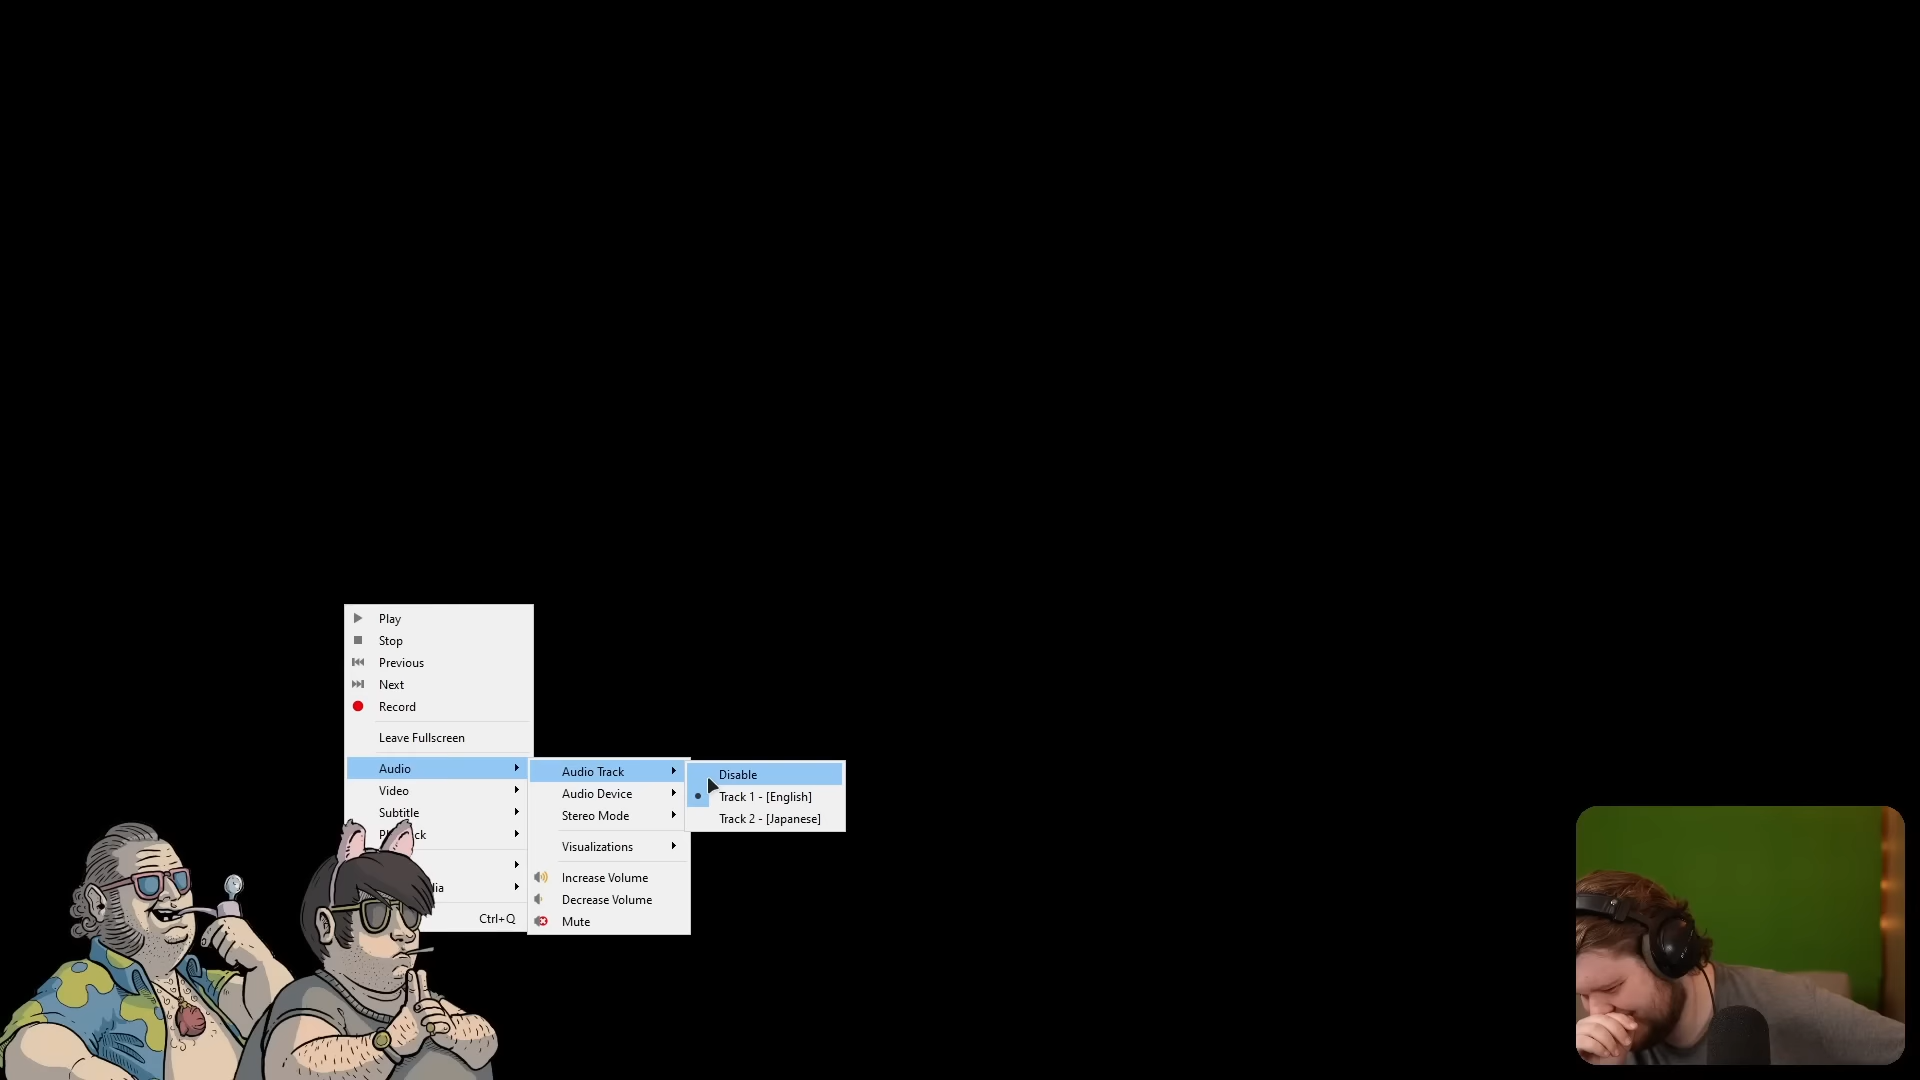 Play
Stop
Previous
Next
Record
Leave Fullscreen
Audio
Video
Subtitle
Ctrl+Q
Audio Track
Audio Device
Stereo Mode
Visualizations
Increase Volume
Decrease Volume
Mute
Disable
Track 1 - [English]
Track 2 - [Japanese]